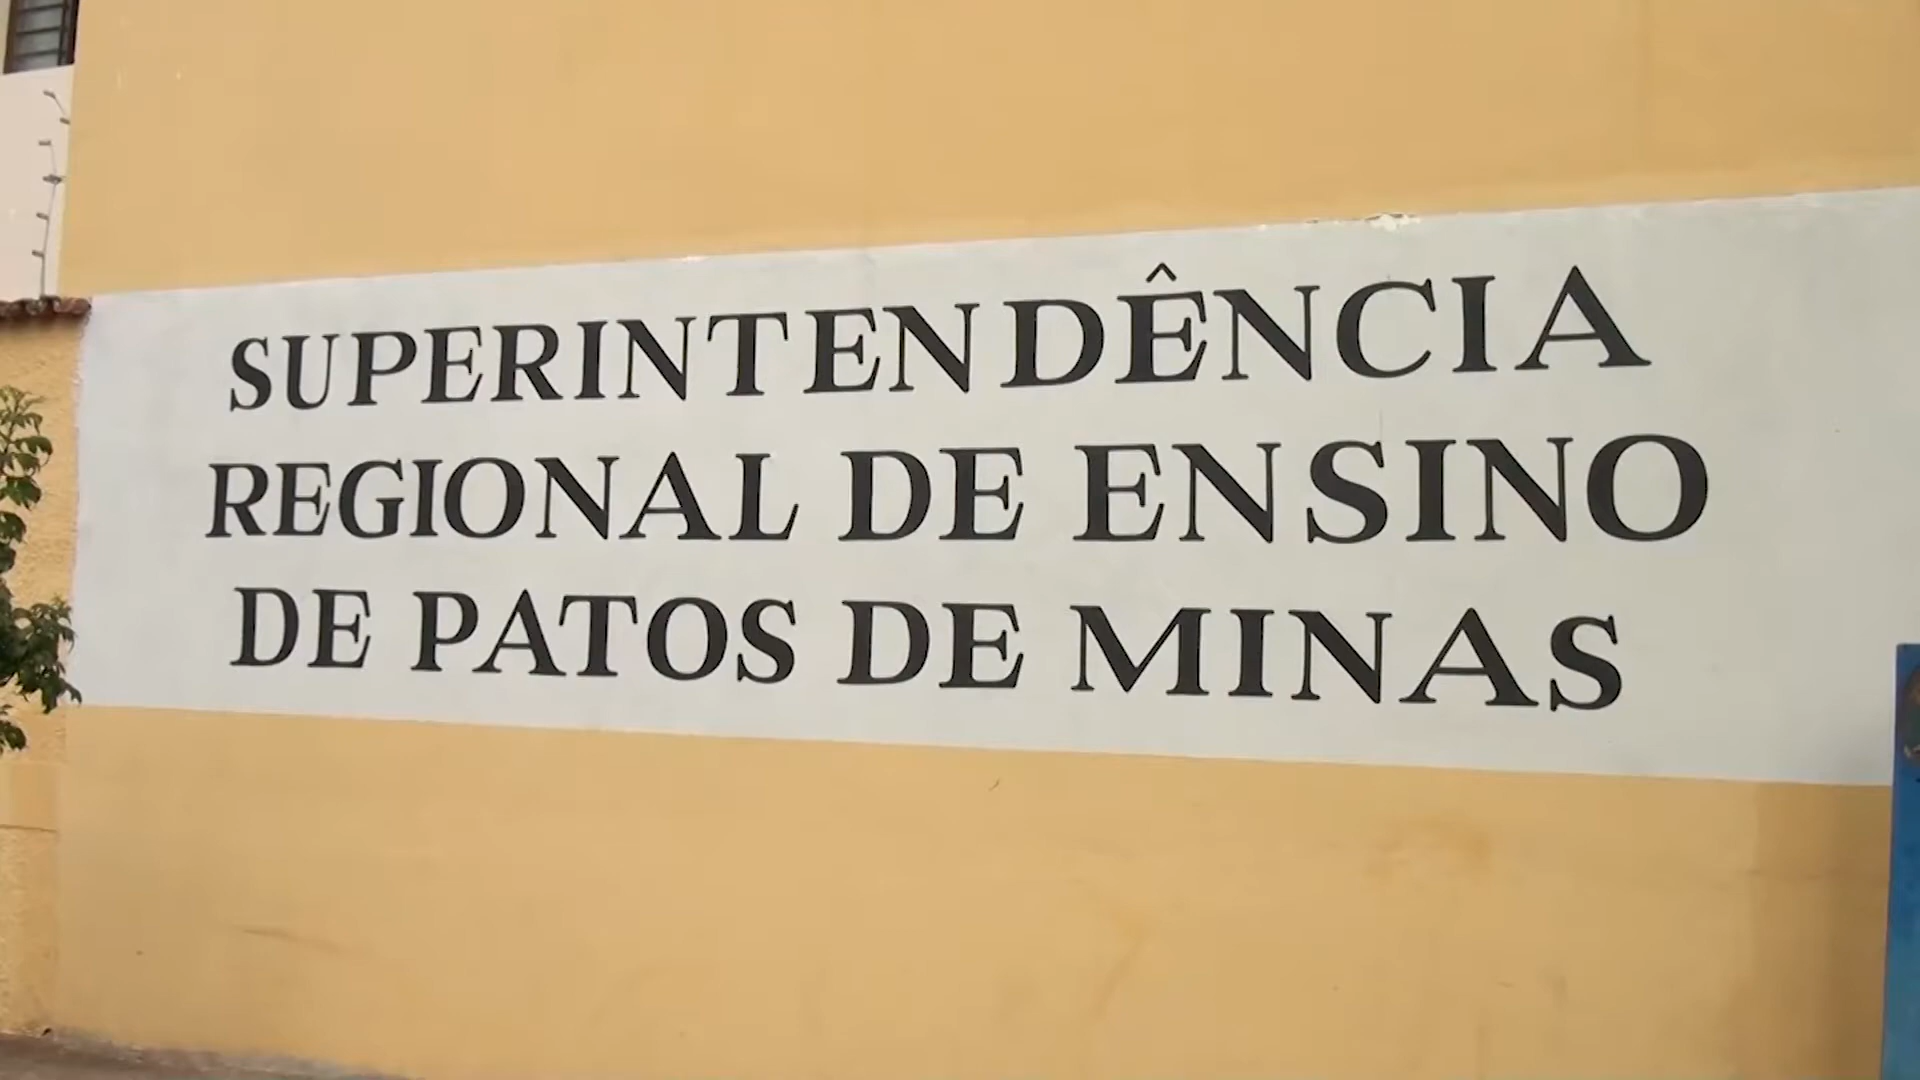 SUPERINTENDÊNCIA
REGIONAL DE ENSINO
DE PATOS DE MINAS